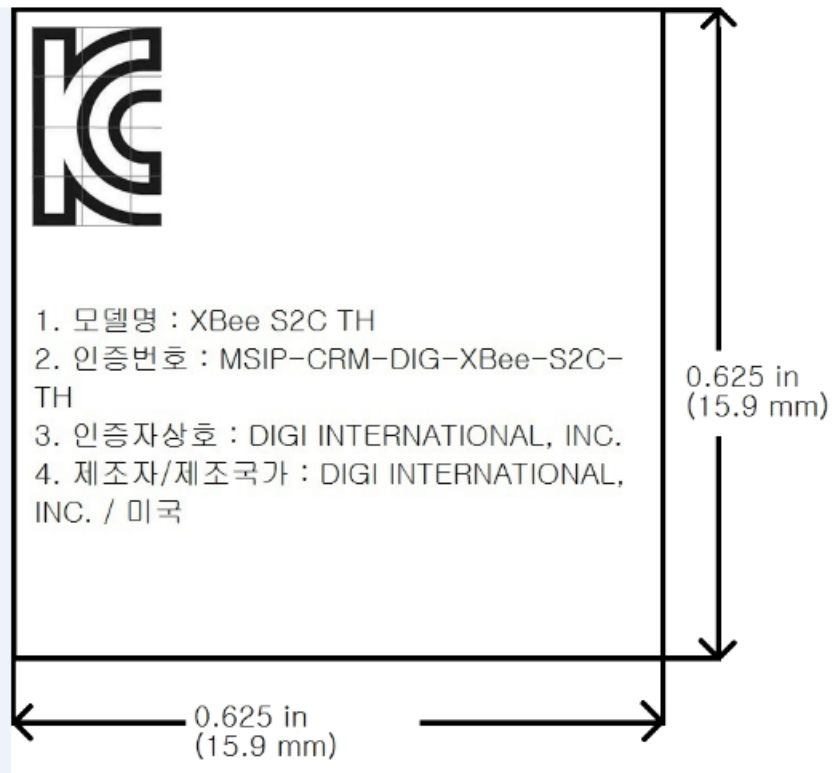 1. 모델명 : XBee S2C TH
2. 인증번호 : MSIP-CRM-DIG-XBee-S2C-
TH
3. 인증자상호 : DIGI INTERNATIONAL, INC.
4. 제조자/제조국가 : DIGI INTERNATIONAL,
INC. / 미국
0.625 in
(15.9 mm)
0.625 in
(15.9 mm)